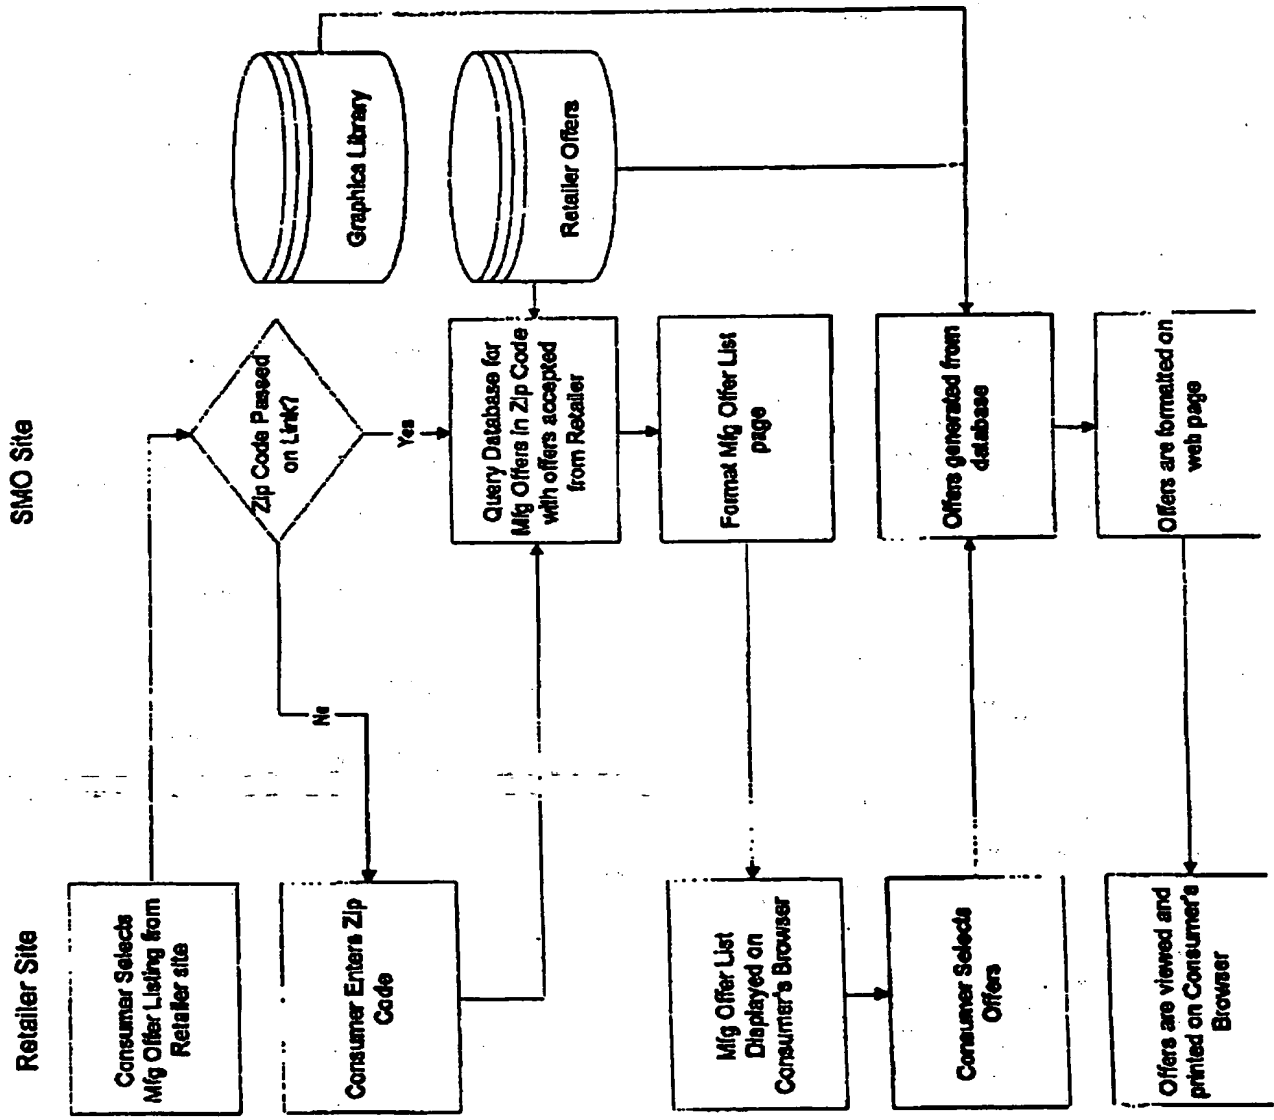 Retailer Site
SMO Site
Consumer Selects
Mfg Offer Listing from
Retailer site
Zip Code Passed
on Link?
Graphics Library
No
Yes
Consumer Enters Zip
Code
Query Database for
Mfg Offers in Zip Code
with offers accepted
from Retailer
Retailer Offers
Format Mfg Offer List
page
Mfg Offer List
Displayed on
Consumer's Browser
Consumer Selects
Offers
Offers generated from
database
Offers are formatted on
web page
Offers are viewed and
printed on Consumer's
Browser